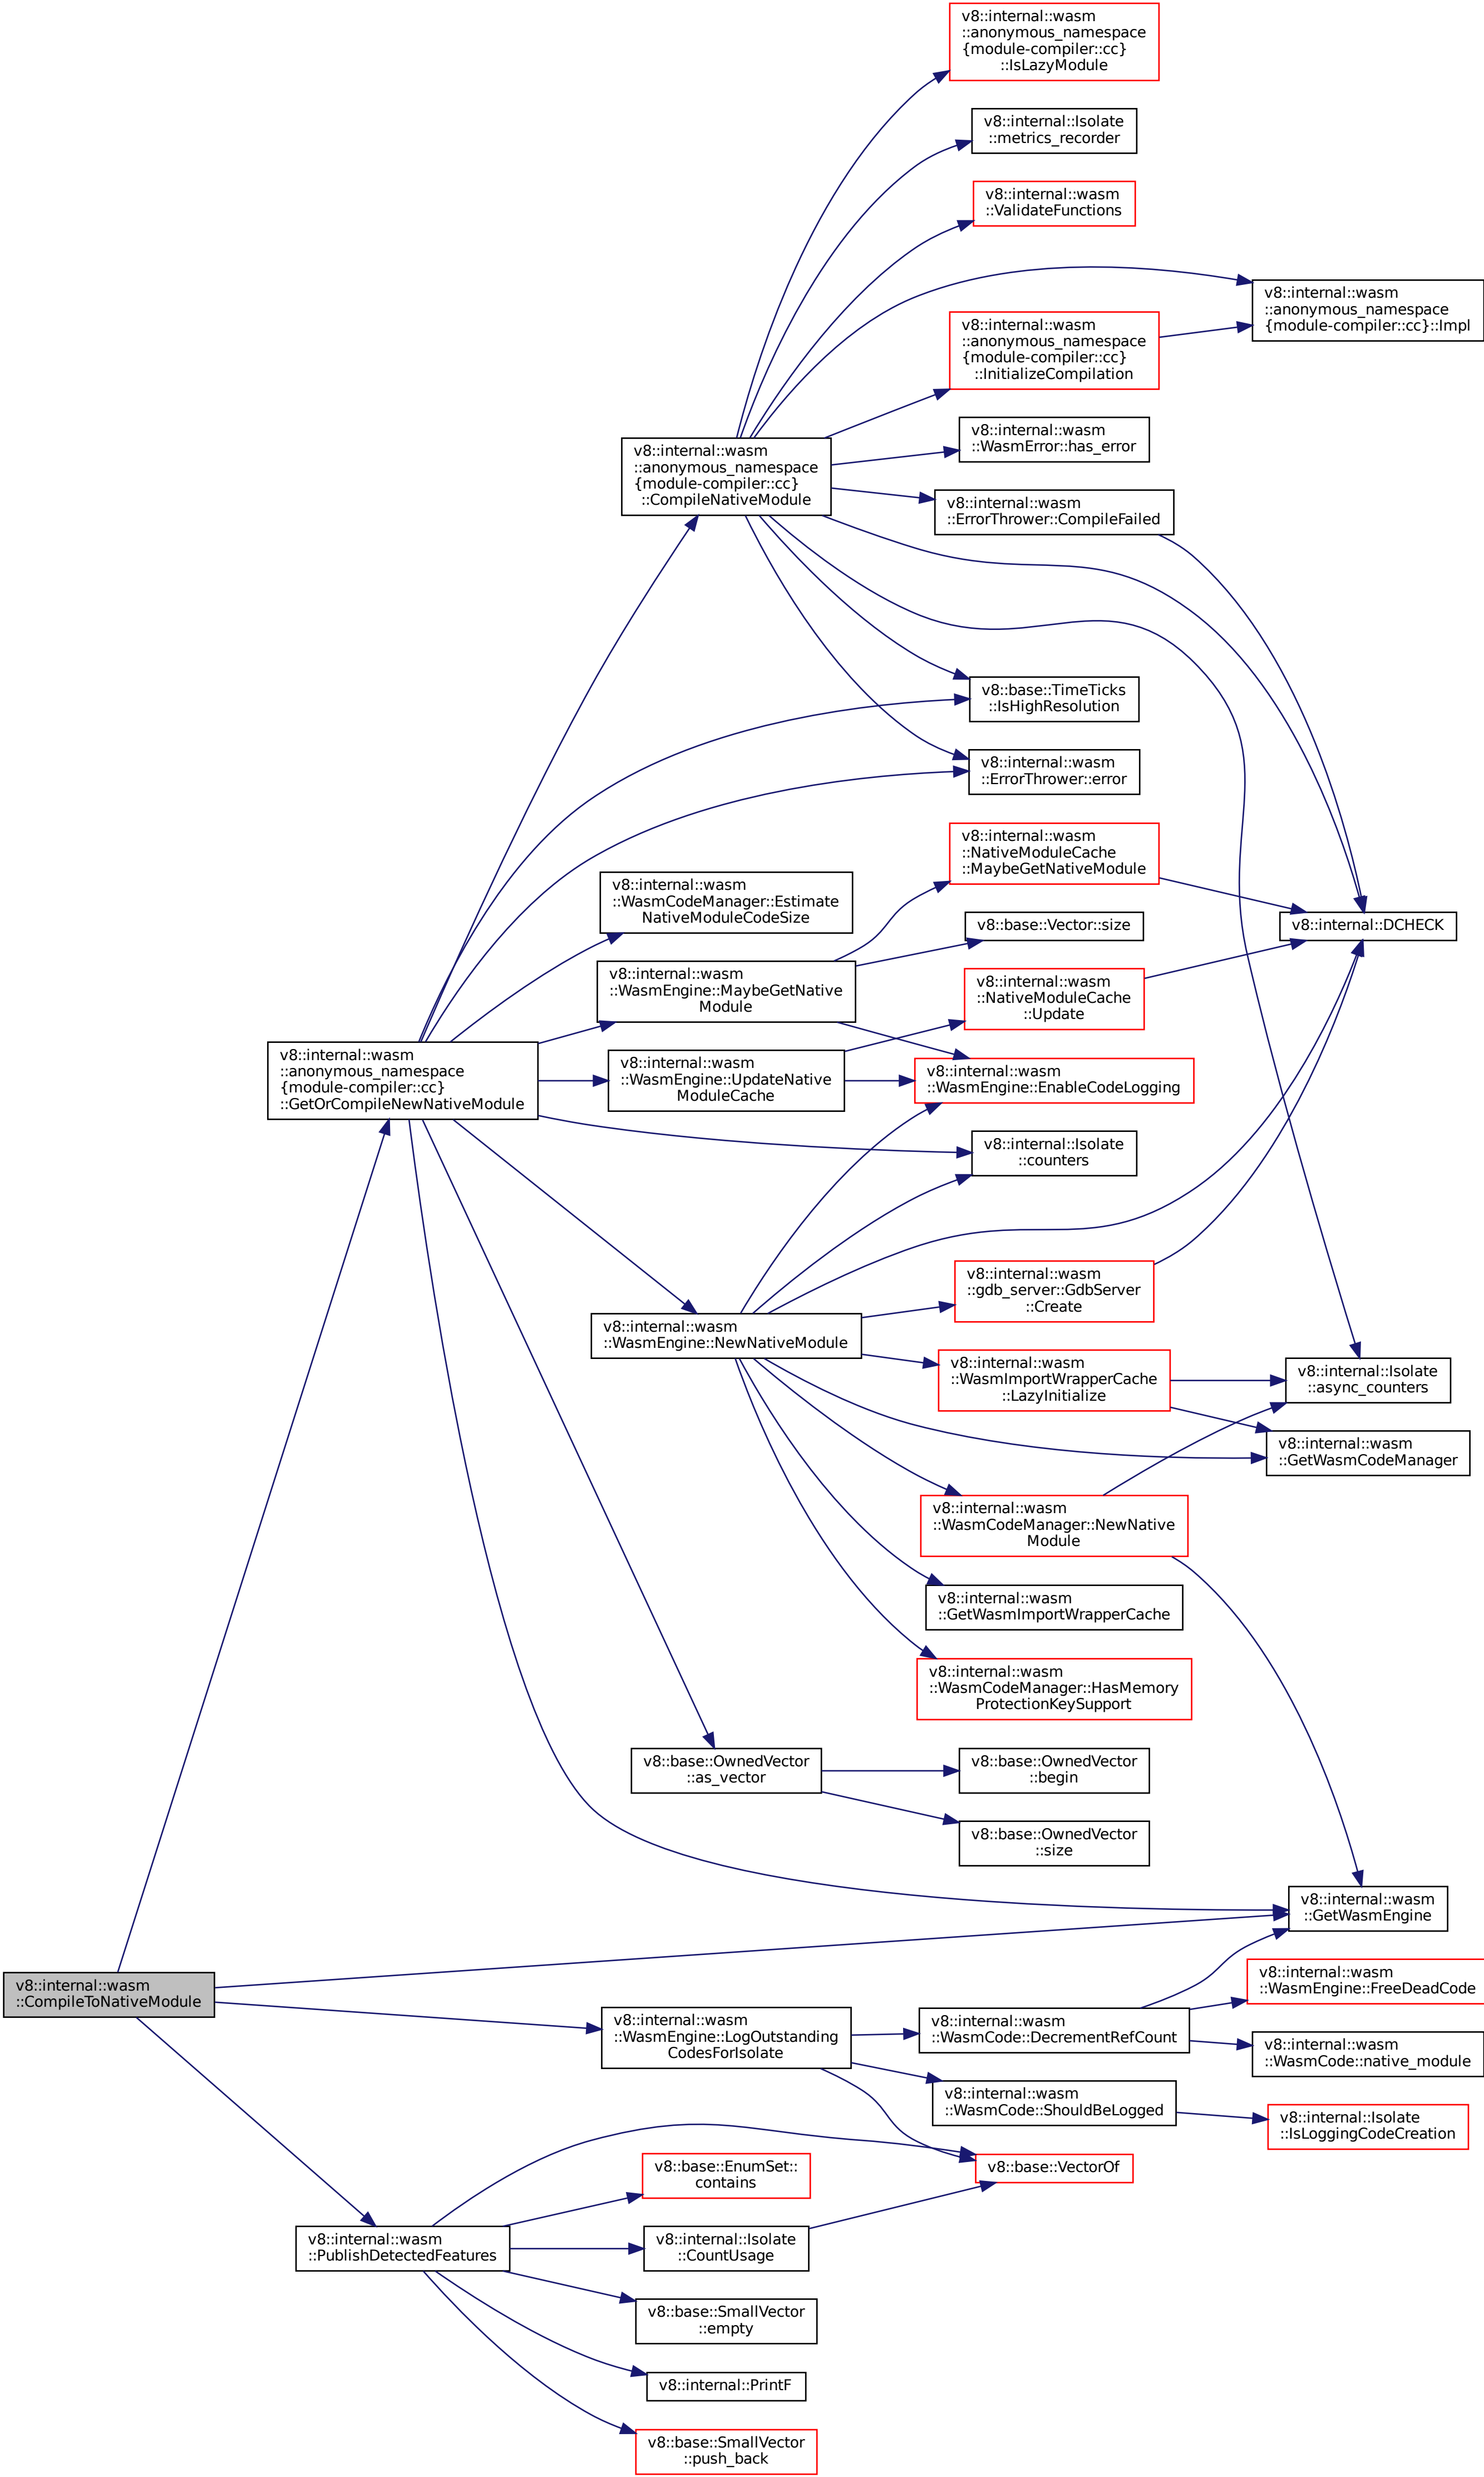 v8::internal::wasm
::anonymous_namespace
{module-compiler::cc}
::IsLazyModule
v8::internal::Isolate
::metrics_recorder
v8::internal::wasm
::ValidateFunctions
v8::internal::wasm
::anonymous_namespace
{module-compiler::cc}::Impl
v8::internal::wasm
::anonymous_namespace
{module-compiler::cc}
::InitializeCompilation
v8::internal::wasm
::WasmError::has_error
v8::internal::wasm
::anonymous_namespace
{module-compiler::cc}
::CompileNativeModule
v8::internal::wasm
::ErrorThrower::CompileFailed
v8::base::TimeTicks
::IsHighResolution
v8::internal::wasm
::ErrorThrower::error
v8::internal::wasm
::NativeModuleCache
::MaybeGetNativeModule
v8::internal::wasm
::WasmCodeManager::Estimate
NativeModuleCodeSize
v8::base::Vector::size
v8::internal::DCHECK
v8::internal::wasm
::WasmEngine::MaybeGetNative
Module
v8::internal::wasm
::NativeModuleCache
::Update
v8::internal::wasm
::anonymous_namespace
{module-compiler::cc}
::GetOrCompileNewNativeModule
v8::internal::wasm
::WasmEngine::UpdateNative
ModuleCache
v8::internal::wasm
::WasmEngine::EnableCodeLogging
v8::internal::Isolate
::counters
v8::internal::wasm
::gdb_server::GdbServer
::Create
v8::internal::wasm
::WasmEngine::NewNativeModule
v8::internal::wasm
::WasmImportWrapperCache
::LazyInitialize
v8::internal::Isolate
::async_counters
v8::internal::wasm
::GetWasmCodeManager
v8::internal::wasm
::WasmCodeManager::NewNative
Module
v8::internal::wasm
::GetWasmImportWrapperCache
v8::internal::wasm
::WasmCodeManager::HasMemory
ProtectionKeySupport
v8::base::OwnedVector
::as_vector
v8::base::OwnedVector
::begin
v8::base::OwnedVector
::size
v8::internal::wasm
::GetWasmEngine
v8::internal::wasm
::CompileToNativeModule
v8::internal::wasm
::WasmEngine::FreeDeadCode
v8::internal::wasm
::WasmEngine::LogOutstanding
CodesForIsolate
v8::internal::wasm
::WasmCode::DecrementRefCount
v8::internal::wasm
::WasmCode::native_module
v8::internal::wasm
::WasmCode::ShouldBeLogged
v8::internal::Isolate
::IsLoggingCodeCreation
v8::base::VectorOf
v8::base::EnumSet::
contains
v8::internal::wasm
::PublishDetectedFeatures
v8::internal::Isolate
::CountUsage
v8::base::SmallVector
::empty
v8::internal::PrintF
v8::base::SmallVector
::push_back